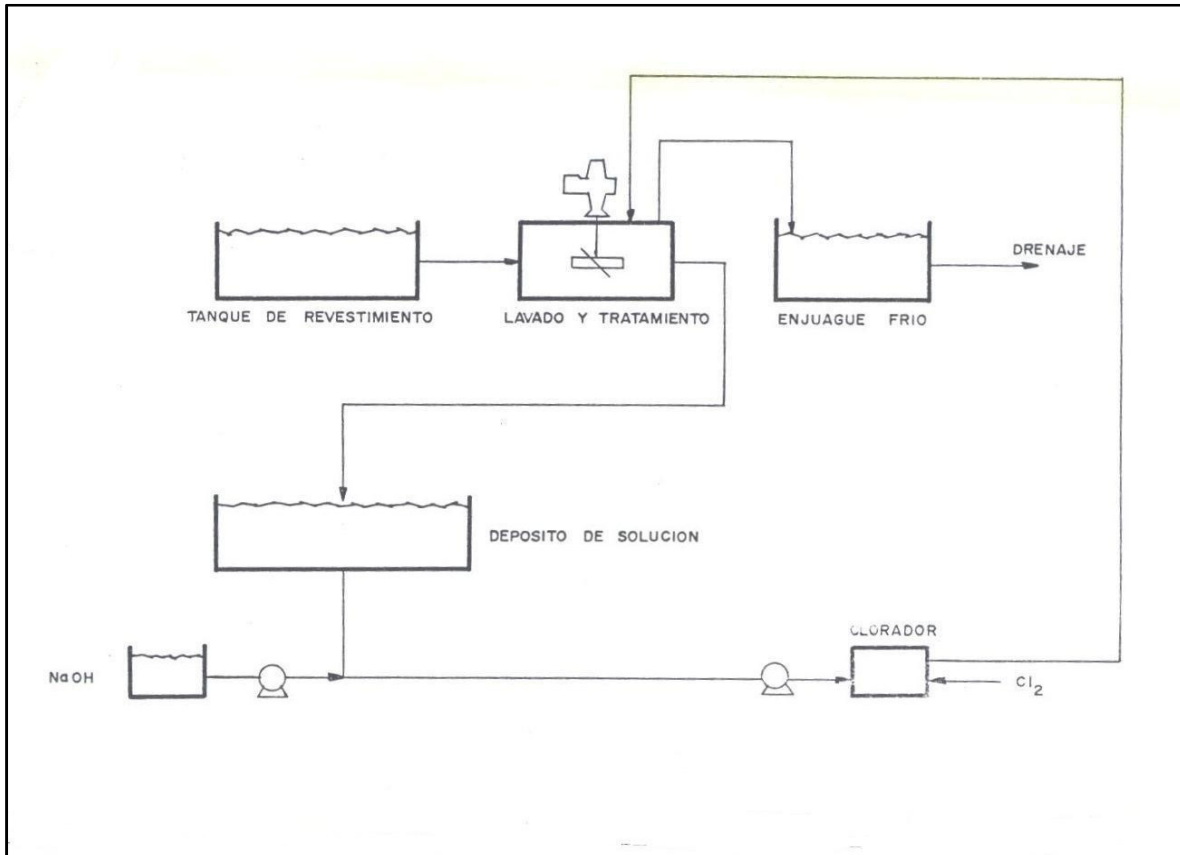 DRENAJE
TANQUE DE REVESTIMIENTO
LAVADO Y TRATAMIENTO
ENJUAGUE FRIO
DEPOSITO DE SOLUCION
CLORADOR
NaOH
Cl2